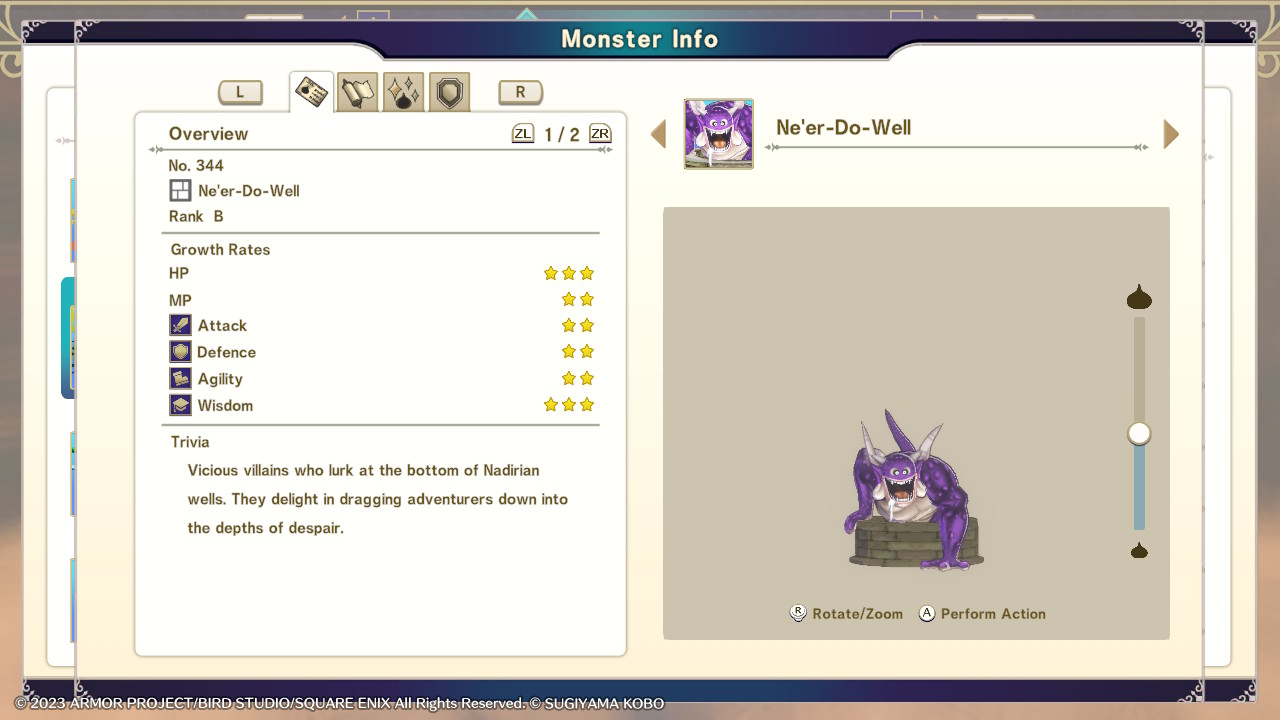 Monster Info
L
R
Overview
ZL 1 / 2 ZR
No. 344
Ne'er-Do-Well
Rank B
Growth Rates
HP
MP
Attack
Defence
Agility
Wisdom
Trivia
Vicious villains who lurk at the bottom of Nadirian
wells. They delight in dragging adventurers down into
the depths of despair.
Ne'er-Do-Well
R Rotate/Zoom A Perform Action
© 2023 ARMOR PROJECT/BIRD STUDIO/SQUARE ENIX All Rights Reserved. © SUGIYAMA KOBO